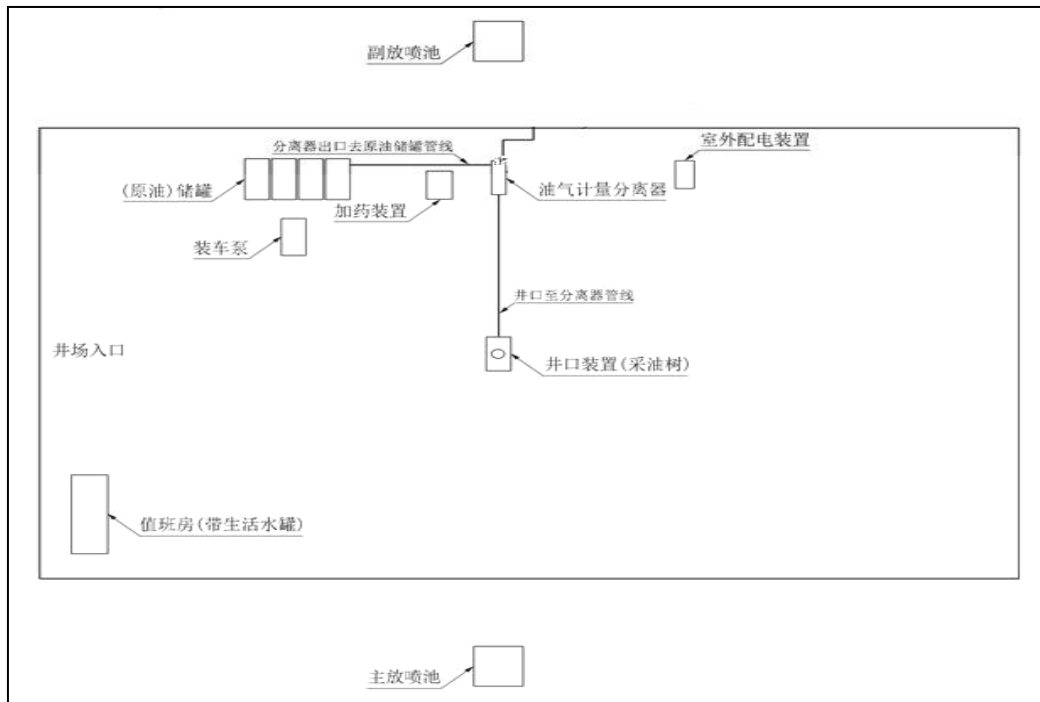 副放喷池
分离器出口去原油储罐管线
室外配电装置
(原油)储罐
加药装置
油气计量分离器
装车泵
井口至分离器管线
井场入口
井口装置(采油树)
值班房(带生活水罐)
主放喷池